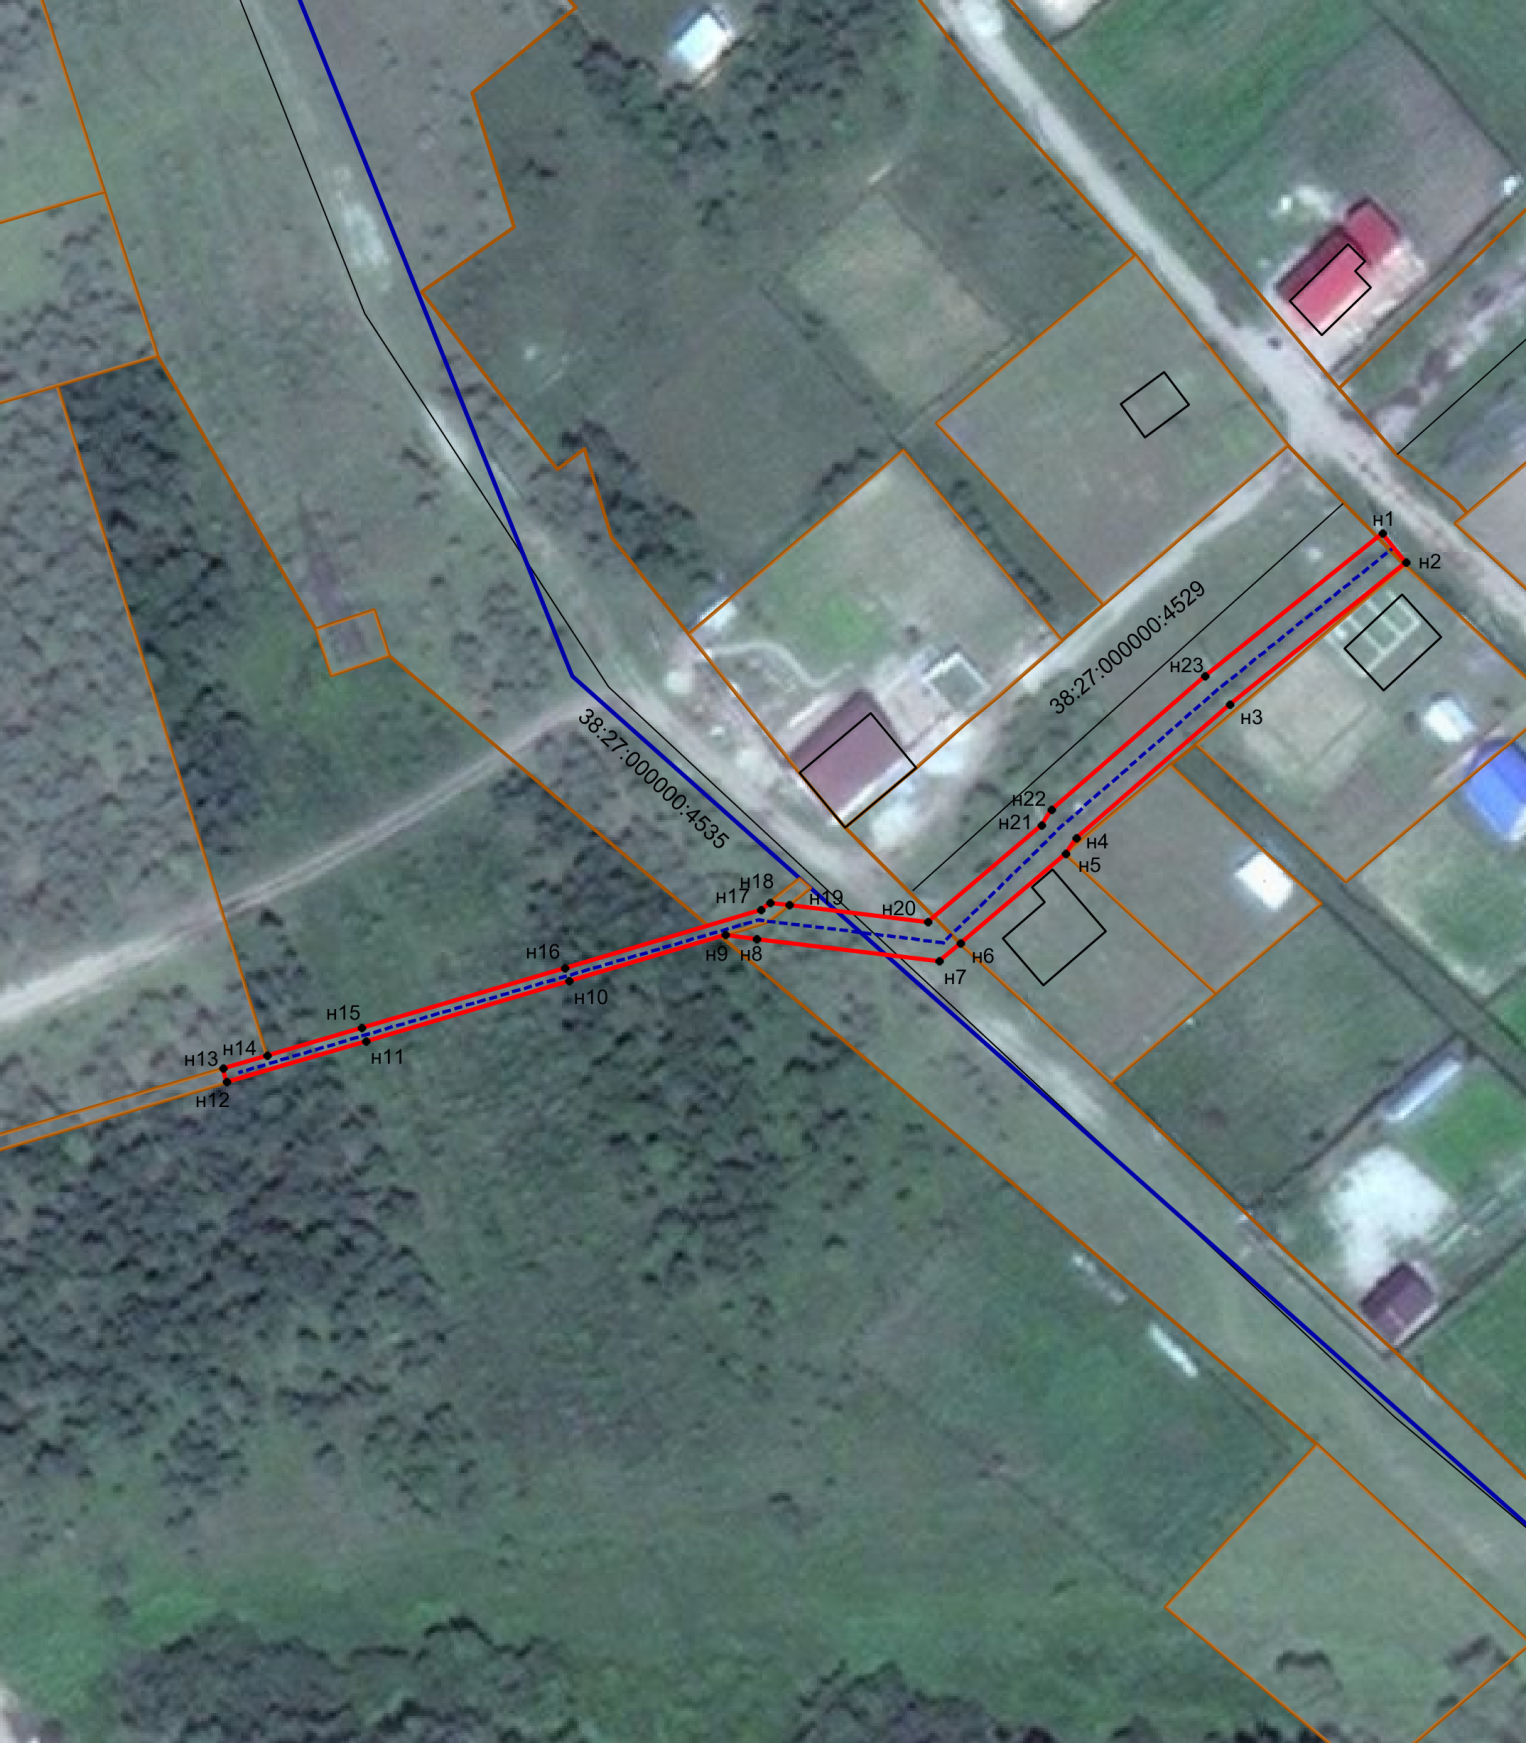 н1
н2
38:27:000000:4529
н23
н3
38:27:000000:4535
н22
н21
н4
н5
н18
н17
н19
н20
н16
н9
н8
н6
н7
н10
н15
н14
н13
н11
н12